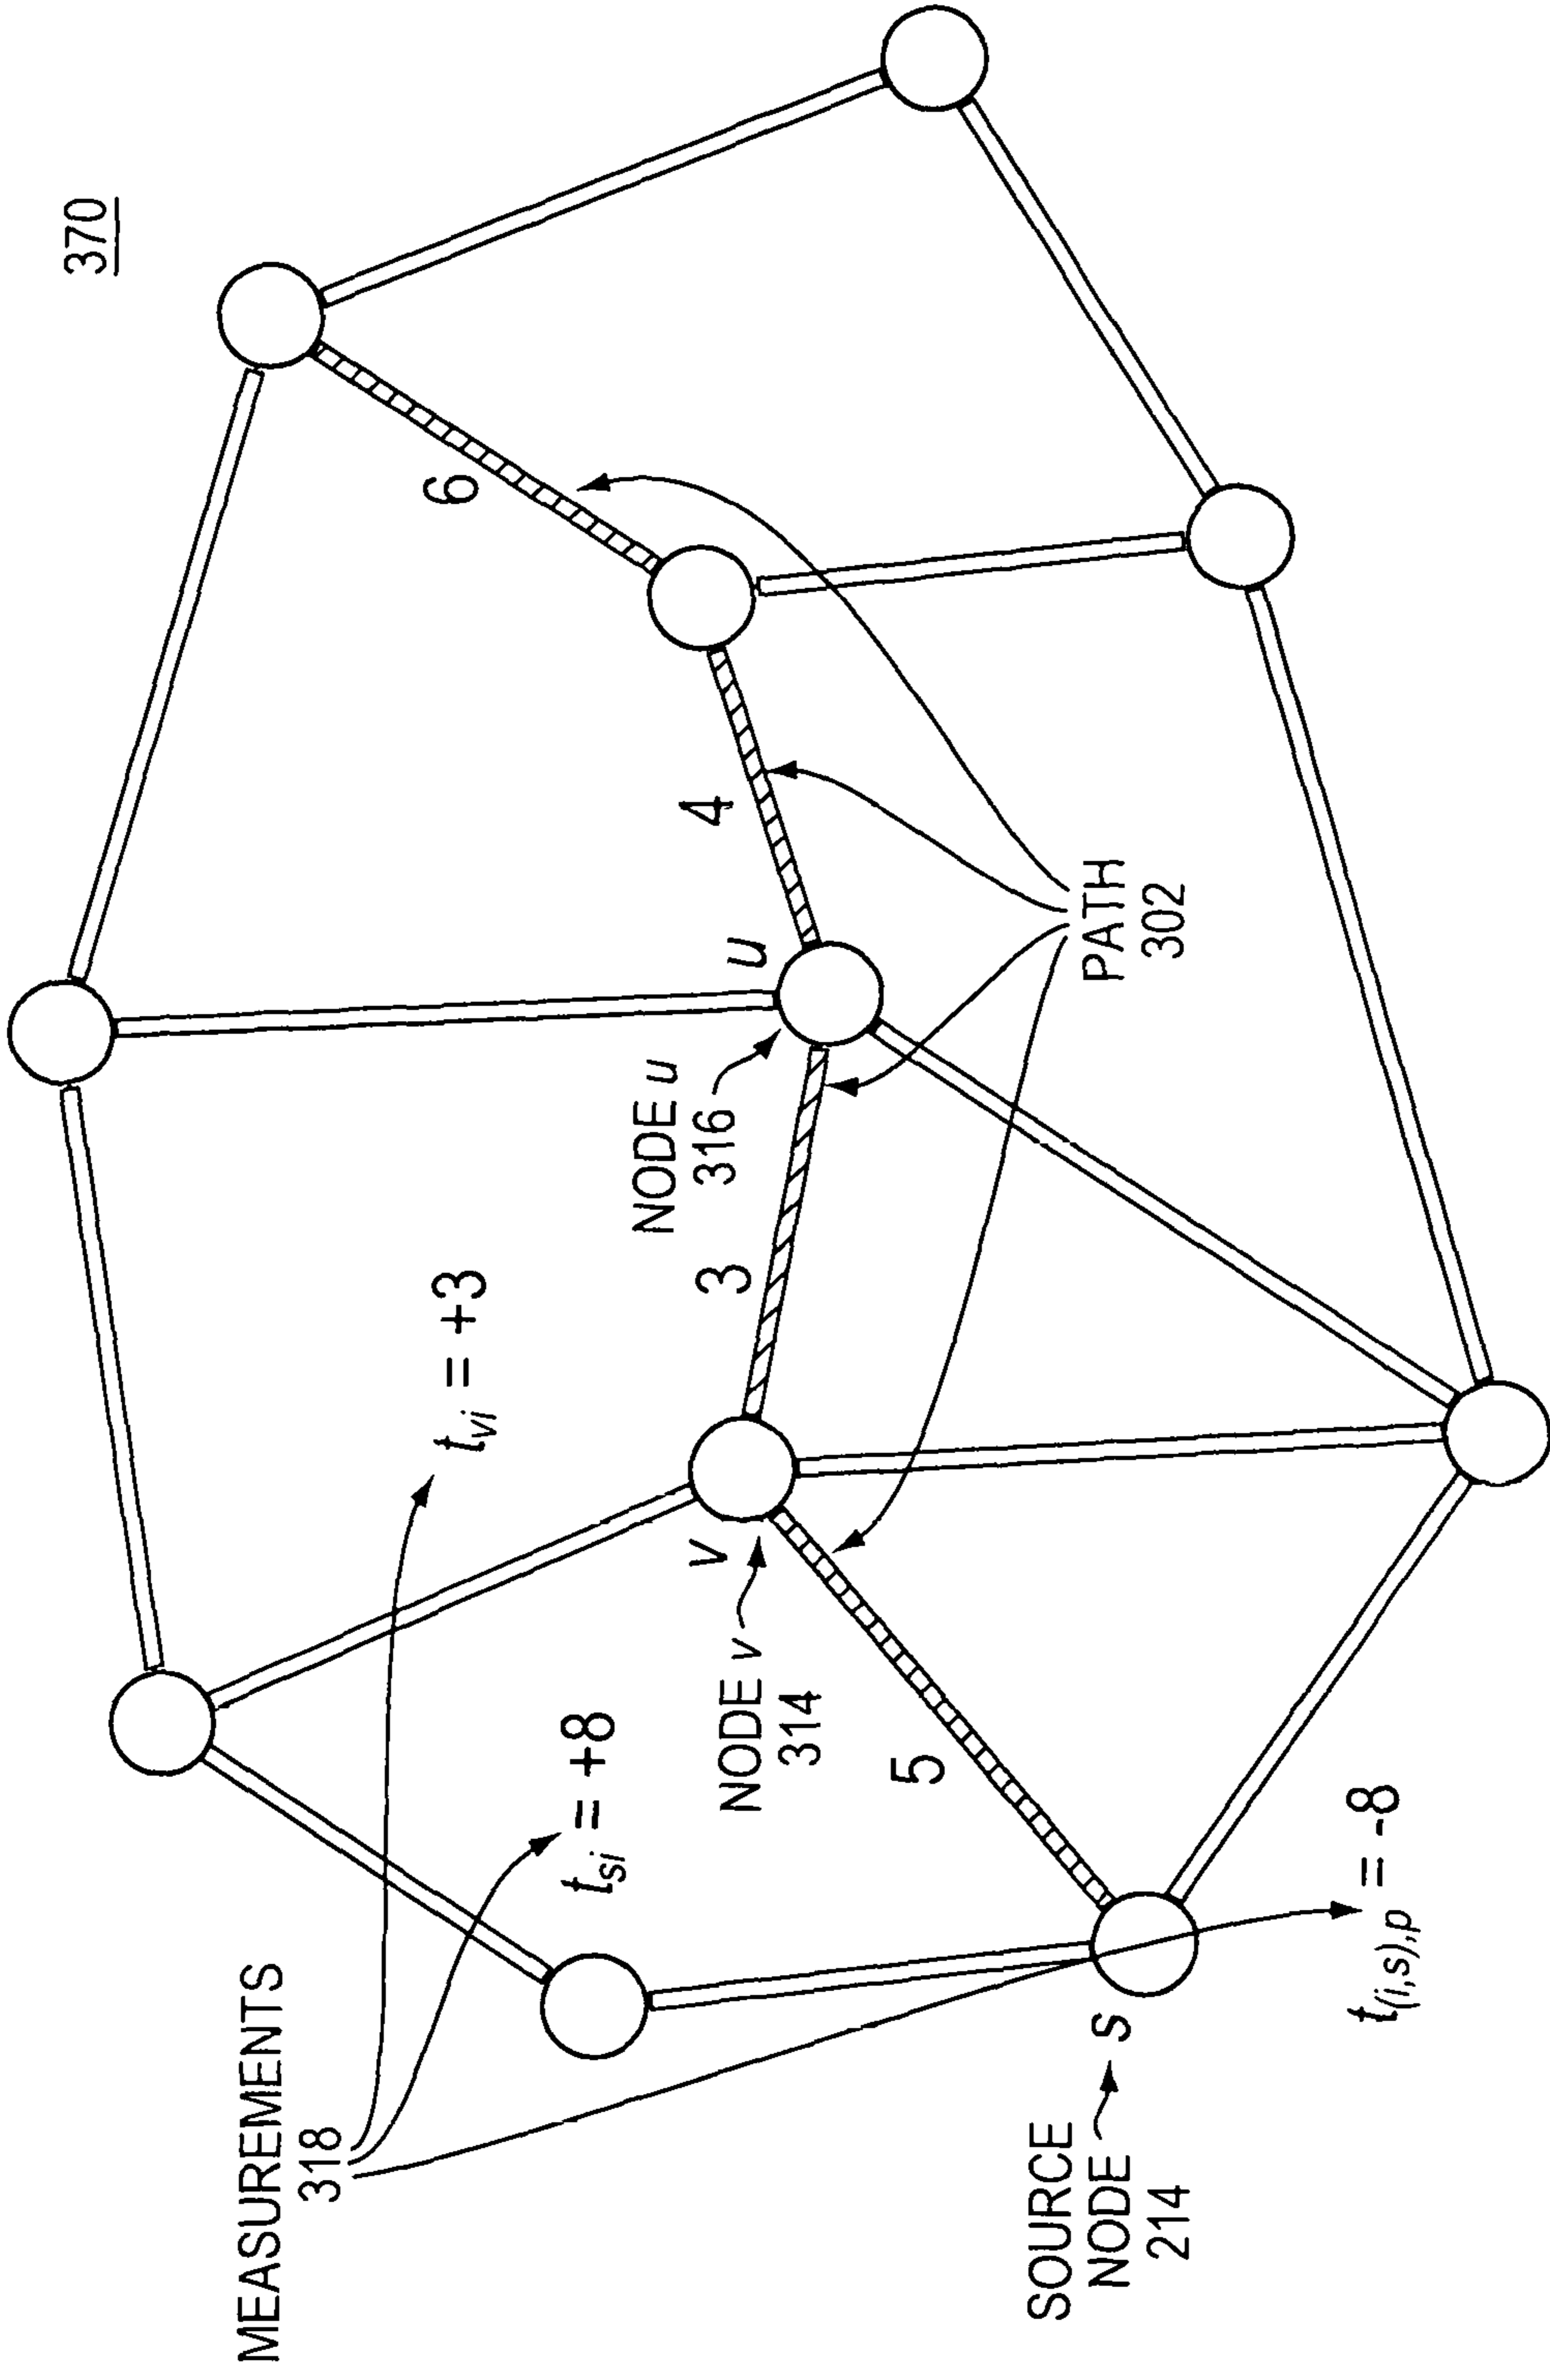 370
MEASUREMENTS
318
t_vi = +3
t_si = +8
6
4
u
NODE u
316
3
v
NODE v
314
5
PATH
302
SOURCE
NODE
214
s
t_(i,s),p = -8